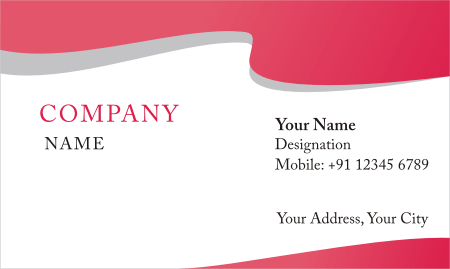 COMPANY
NAME
Your Name
Designation
Mobile: +91 12345 6789
Your Address, Your City